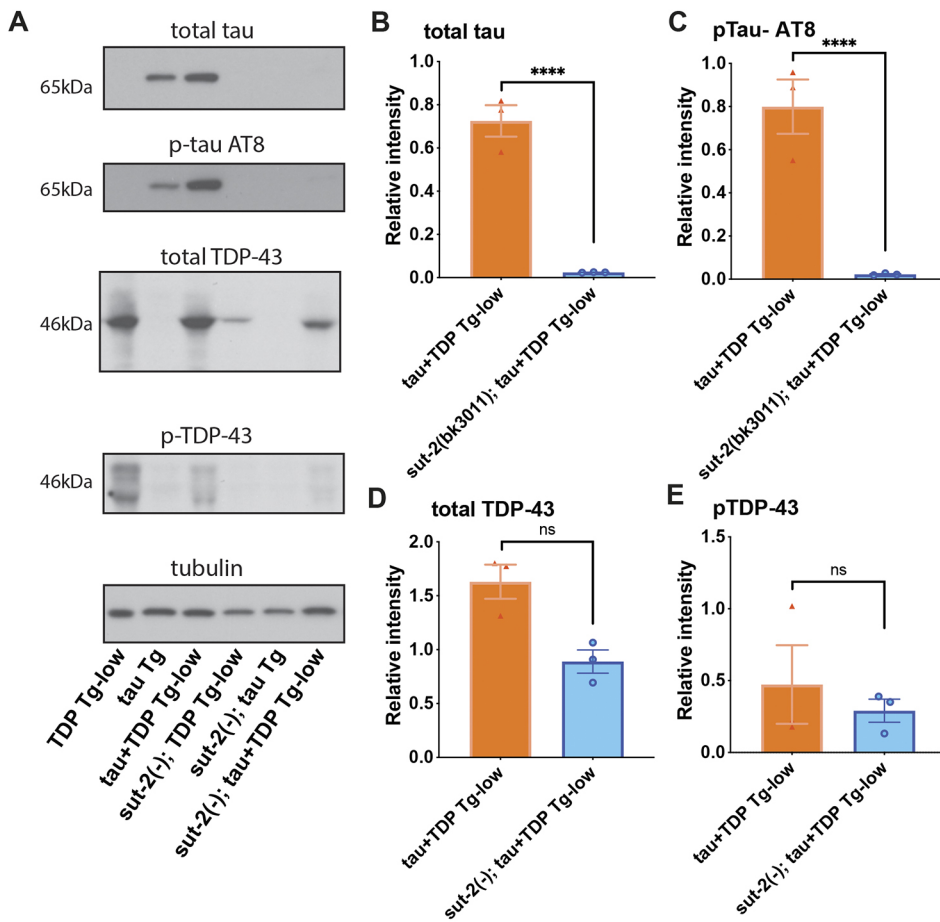 A
total tau
65kDa
p-tau AT8
65kDa
total TDP-43
46kDa
p-TDP-43
46kDa
tubulin
TDP Tg-low
tau Tg
tau+TDP Tg-low
sut-2(-); TDP Tg-low
sut-2(-); tau Tg
sut-2(-); tau+TDP Tg-low
B
total tau
Relative intensity
1.0
0.8
0.6
0.4
0.2
0.0
****
tau+TDP Tg-low
sut-2(bk3011); tau+TDP Tg-low
C
pTau- AT8
Relative intensity
1.0
0.8
0.6
0.4
0.2
0.0
****
tau+TDP Tg-low
sut-2(bk3011); tau+TDP Tg-low
D
total TDP-43
Relative intensity
2.0
1.5
1.0
0.5
0.0
ns
tau+TDP Tg-low
sut-2(-); tau+TDP Tg-low
E
pTDP-43
Relative intensity
1.5
1.0
0.5
0.0
ns
tau+TDP Tg-low
sut-2(-); tau+TDP Tg-low